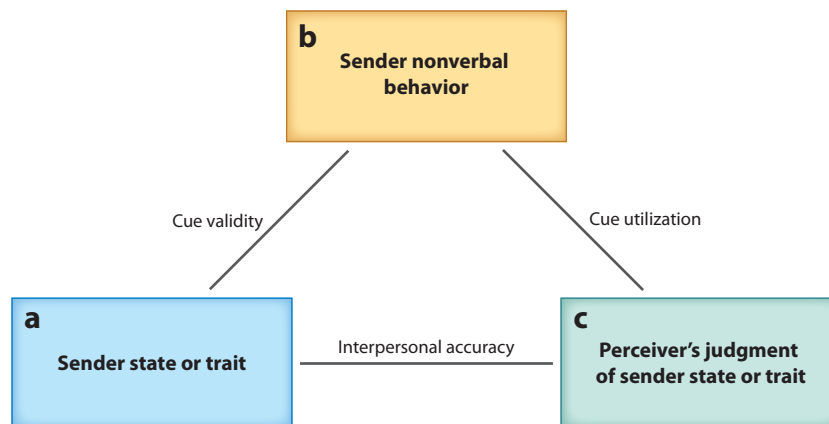 b
Sender nonverbal
behavior
Cue validity
Cue utilization
a
Sender state or trait
Interpersonal accuracy
c
Perceiver's judgment
of sender state or trait